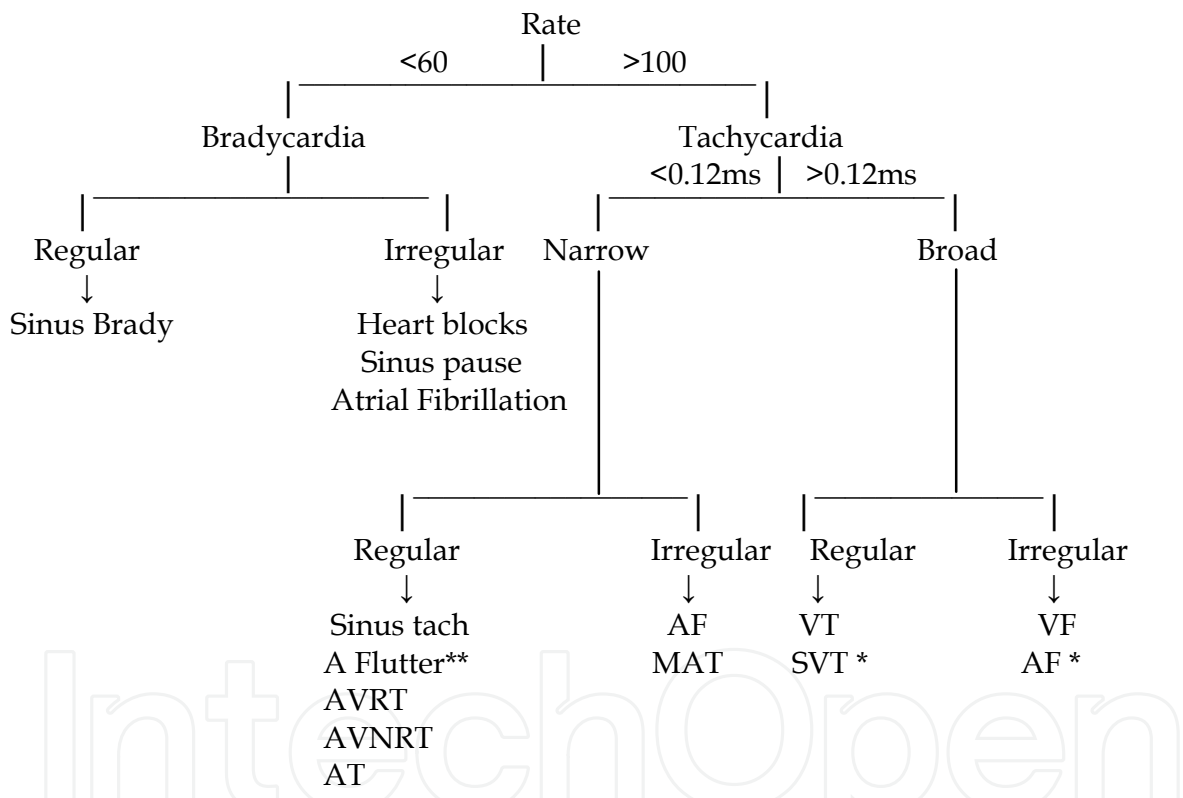 Rate
<60 >100
Bradycardia Tachycardia
<0.12ms >0.12ms
Regular Irregular Narrow Broad
↓ ↓
Sinus Brady Heart blocks
Sinus pause
Atrial Fibrillation
Regular Irregular Regular Irregular
↓ ↓ ↓ ↓
Sinus tach AF VT VF
A Flutter** MAT SVT * AF *
AVRT
AVNRT
AT
IntechOpen